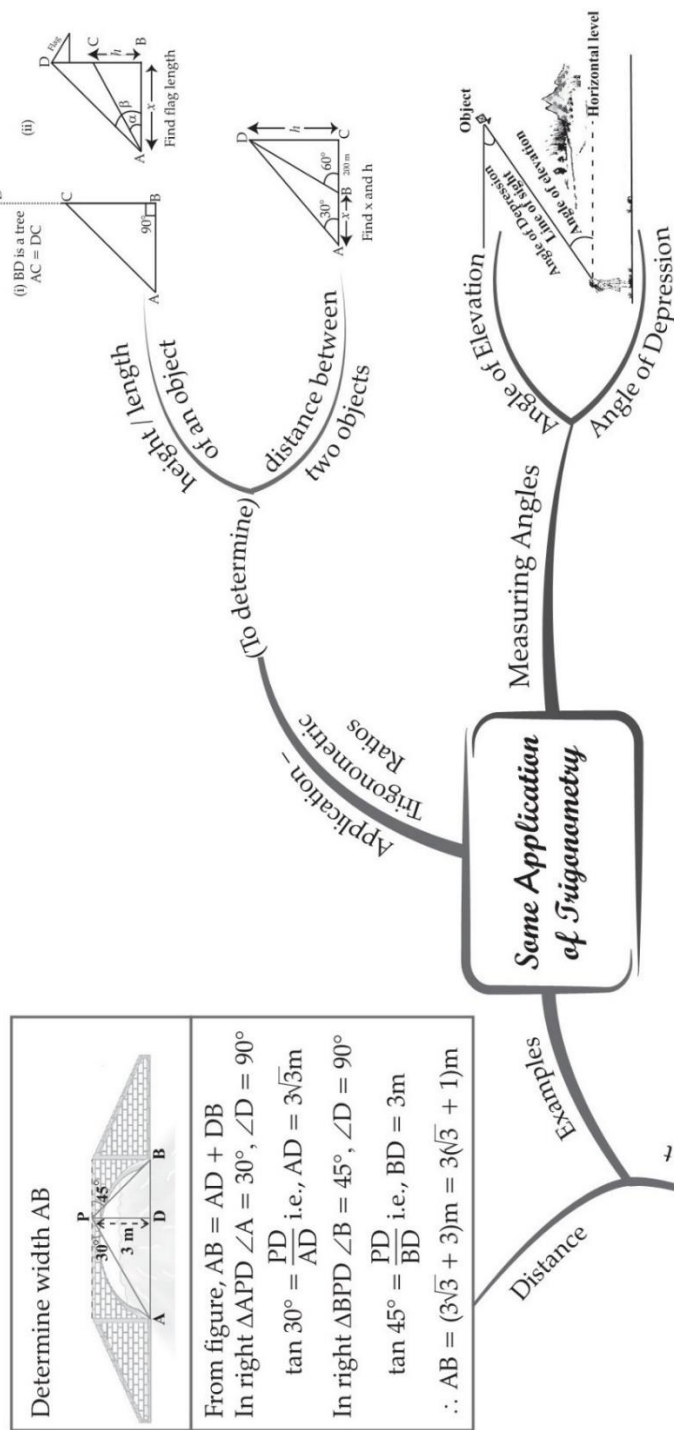 Determine width AB
30°
P
45°
3 m
A
D
B
From figure, AB = AD + DB
In right ΔAPD ∠A = 30°, ∠D = 90°
tan 30° = PD/AD i.e., AD = 3√3m
In right ΔBPD ∠B = 45°, ∠D = 90°
tan 45° = PD/BD i.e., BD = 3m
∴ AB = (3√3 + 3)m = 3(√3 + 1)m
Distance
Examples
Some Application
of Trigonometry
Application –
Trigonometric
Ratios
(To determine)
height / length
of an object
distance between
two objects
(i) BD is a tree
AC = DC
A
90°
B
C
(ii)
D
Flag
C
h
B
A
α
β
x
Find flag length
D
h
30°
60°
A
x
B
200 m
C
Find x and h
Measuring Angles
Angle of Elevation
Angle of Depression
Object
Angle of Depression
Line of sight
Angle of elevation
Horizontal level